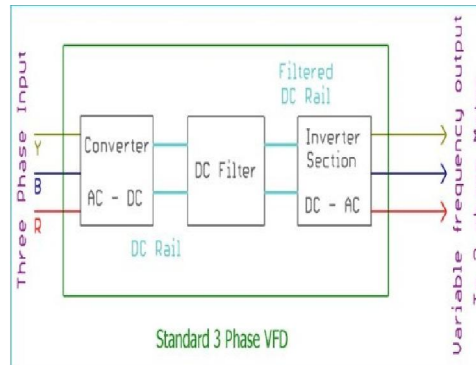 Three Phase Input
Y
B
R
Converter
AC - DC
DC Rail
DC Filter
Filtered
DC Rail
Inverter
Section
DC - AC
Variable frequency output
Standard 3 Phase VFD